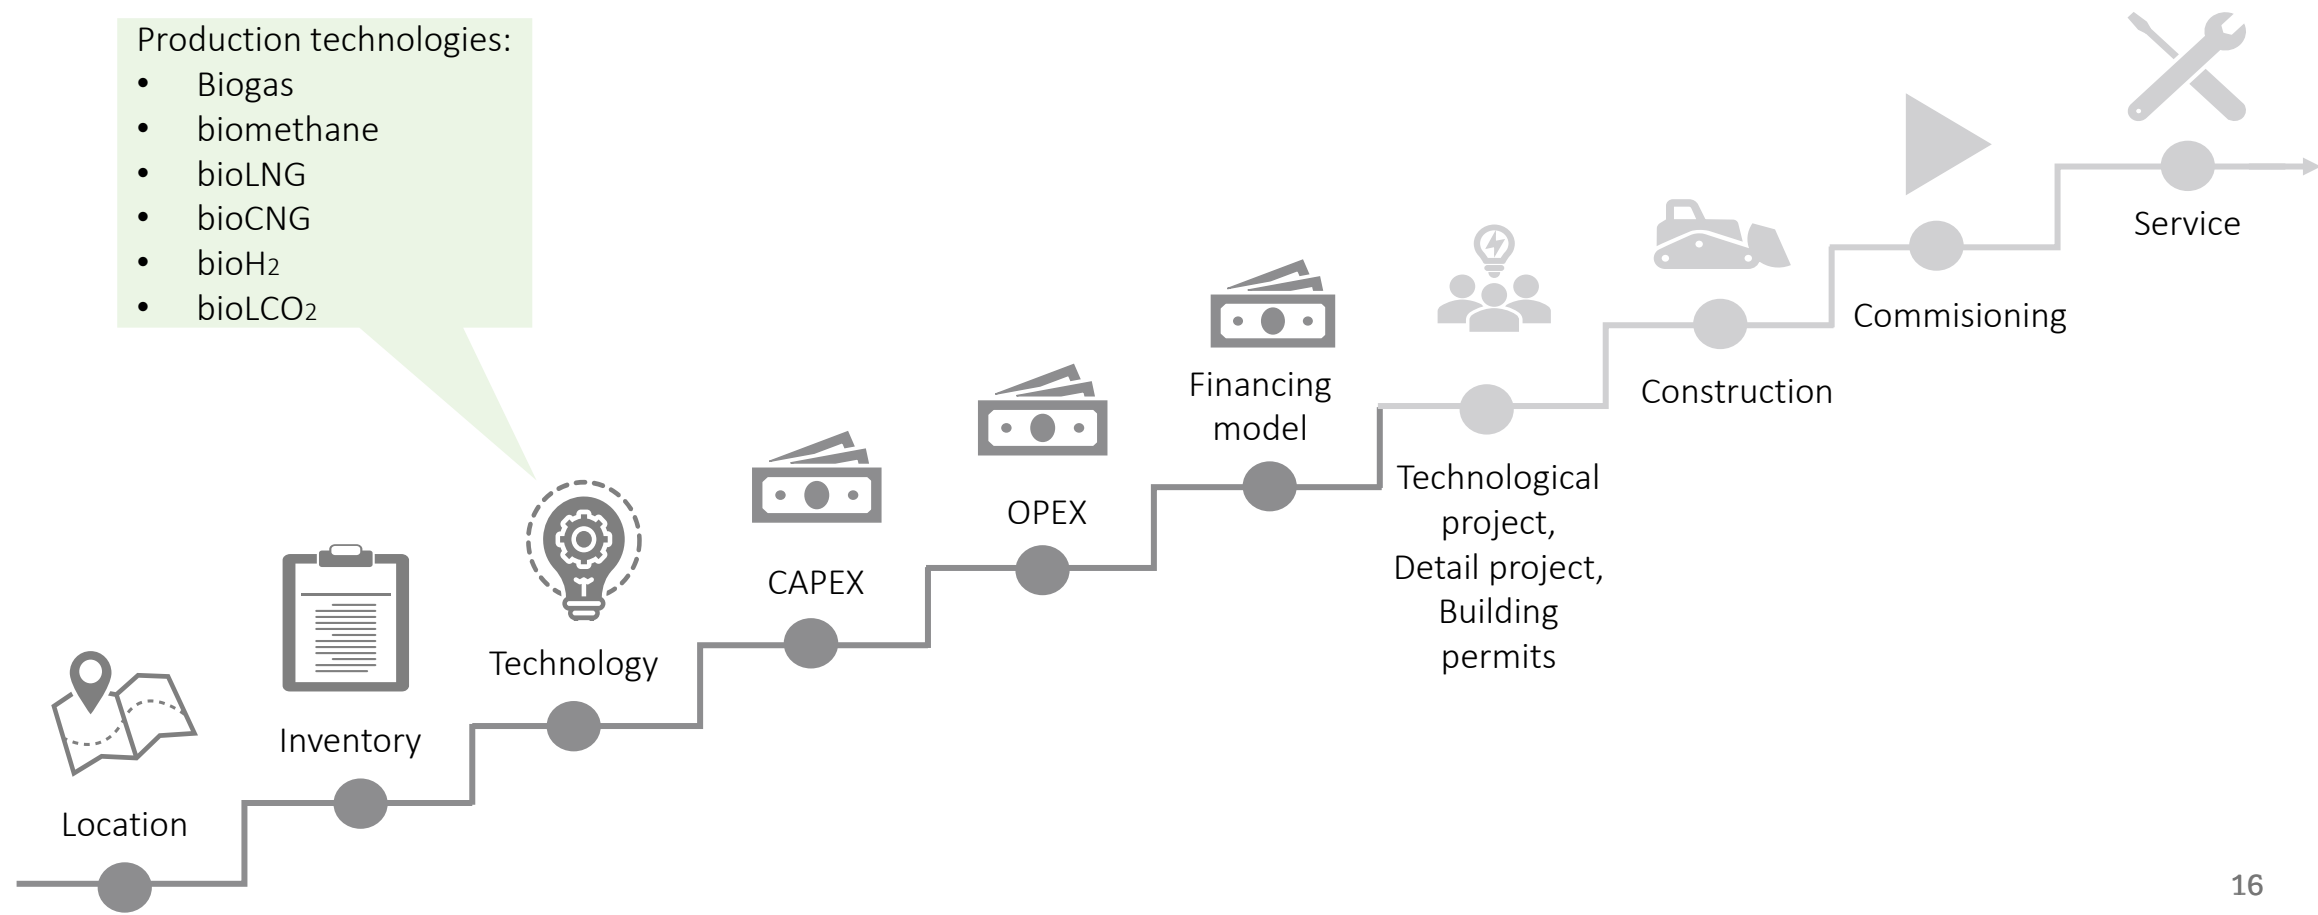 Production technologies:
• Biogas
• biomethane
• bioLNG
• bioCNG
• bioH2
• bioLCO2
Location
Inventory
Technology
CAPEX
OPEX
Financing
model
Technological
project,
Detail project,
Building
permits
Construction
Commisioning
Service
16